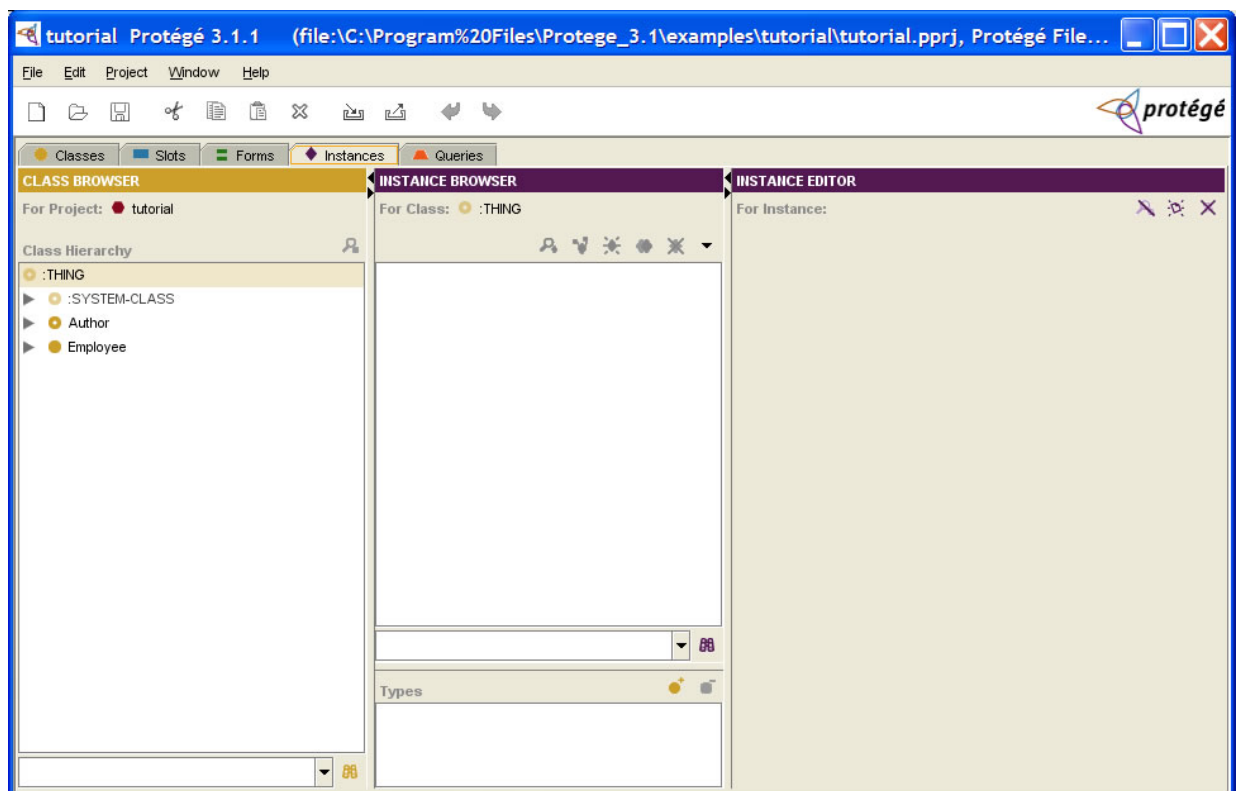 tutorial Protégé 3.1.1 (file:\C:\Program%20Files\Protege_3.1\examples\tutorial\tutorial.pprj, Protégé File...
File Edit Project Window Help
protégé
Classes Slots Forms Instances Queries
CLASS BROWSER
For Project: tutorial
Class Hierarchy
:THING
:SYSTEM-CLASS
Author
Employee
INSTANCE BROWSER
For Class: :THING
Types
INSTANCE EDITOR
For Instance: